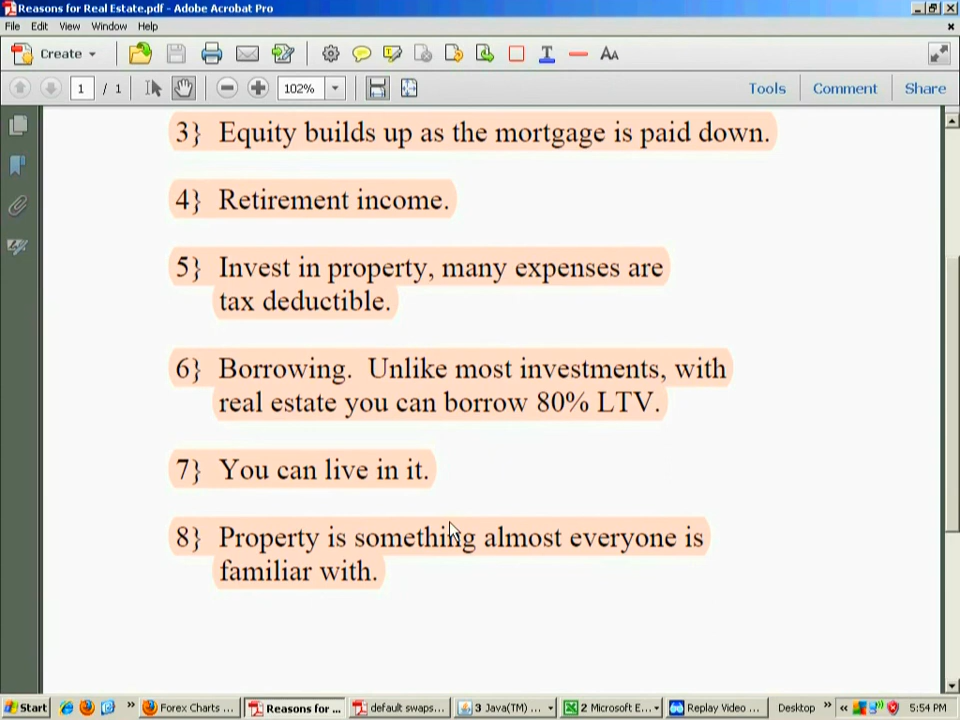 Reasons for Real Estate.pdf - Adobe Acrobat Pro
File Edit View Window Help
Create
1 / 1 102% Tools Comment Share
3} Equity builds up as the mortgage is paid down.
4} Retirement income.
5} Invest in property, many expenses are
tax deductible.
6} Borrowing. Unlike most investments, with
real estate you can borrow 80% LTV.
7} You can live in it.
8} Property is something almost everyone is
familiar with.
Start » Forex Charts ... Reasons for ... default swaps... 3 Java(TM) ... 2 Microsoft E... Replay Video ... Desktop » « 5:54 PM